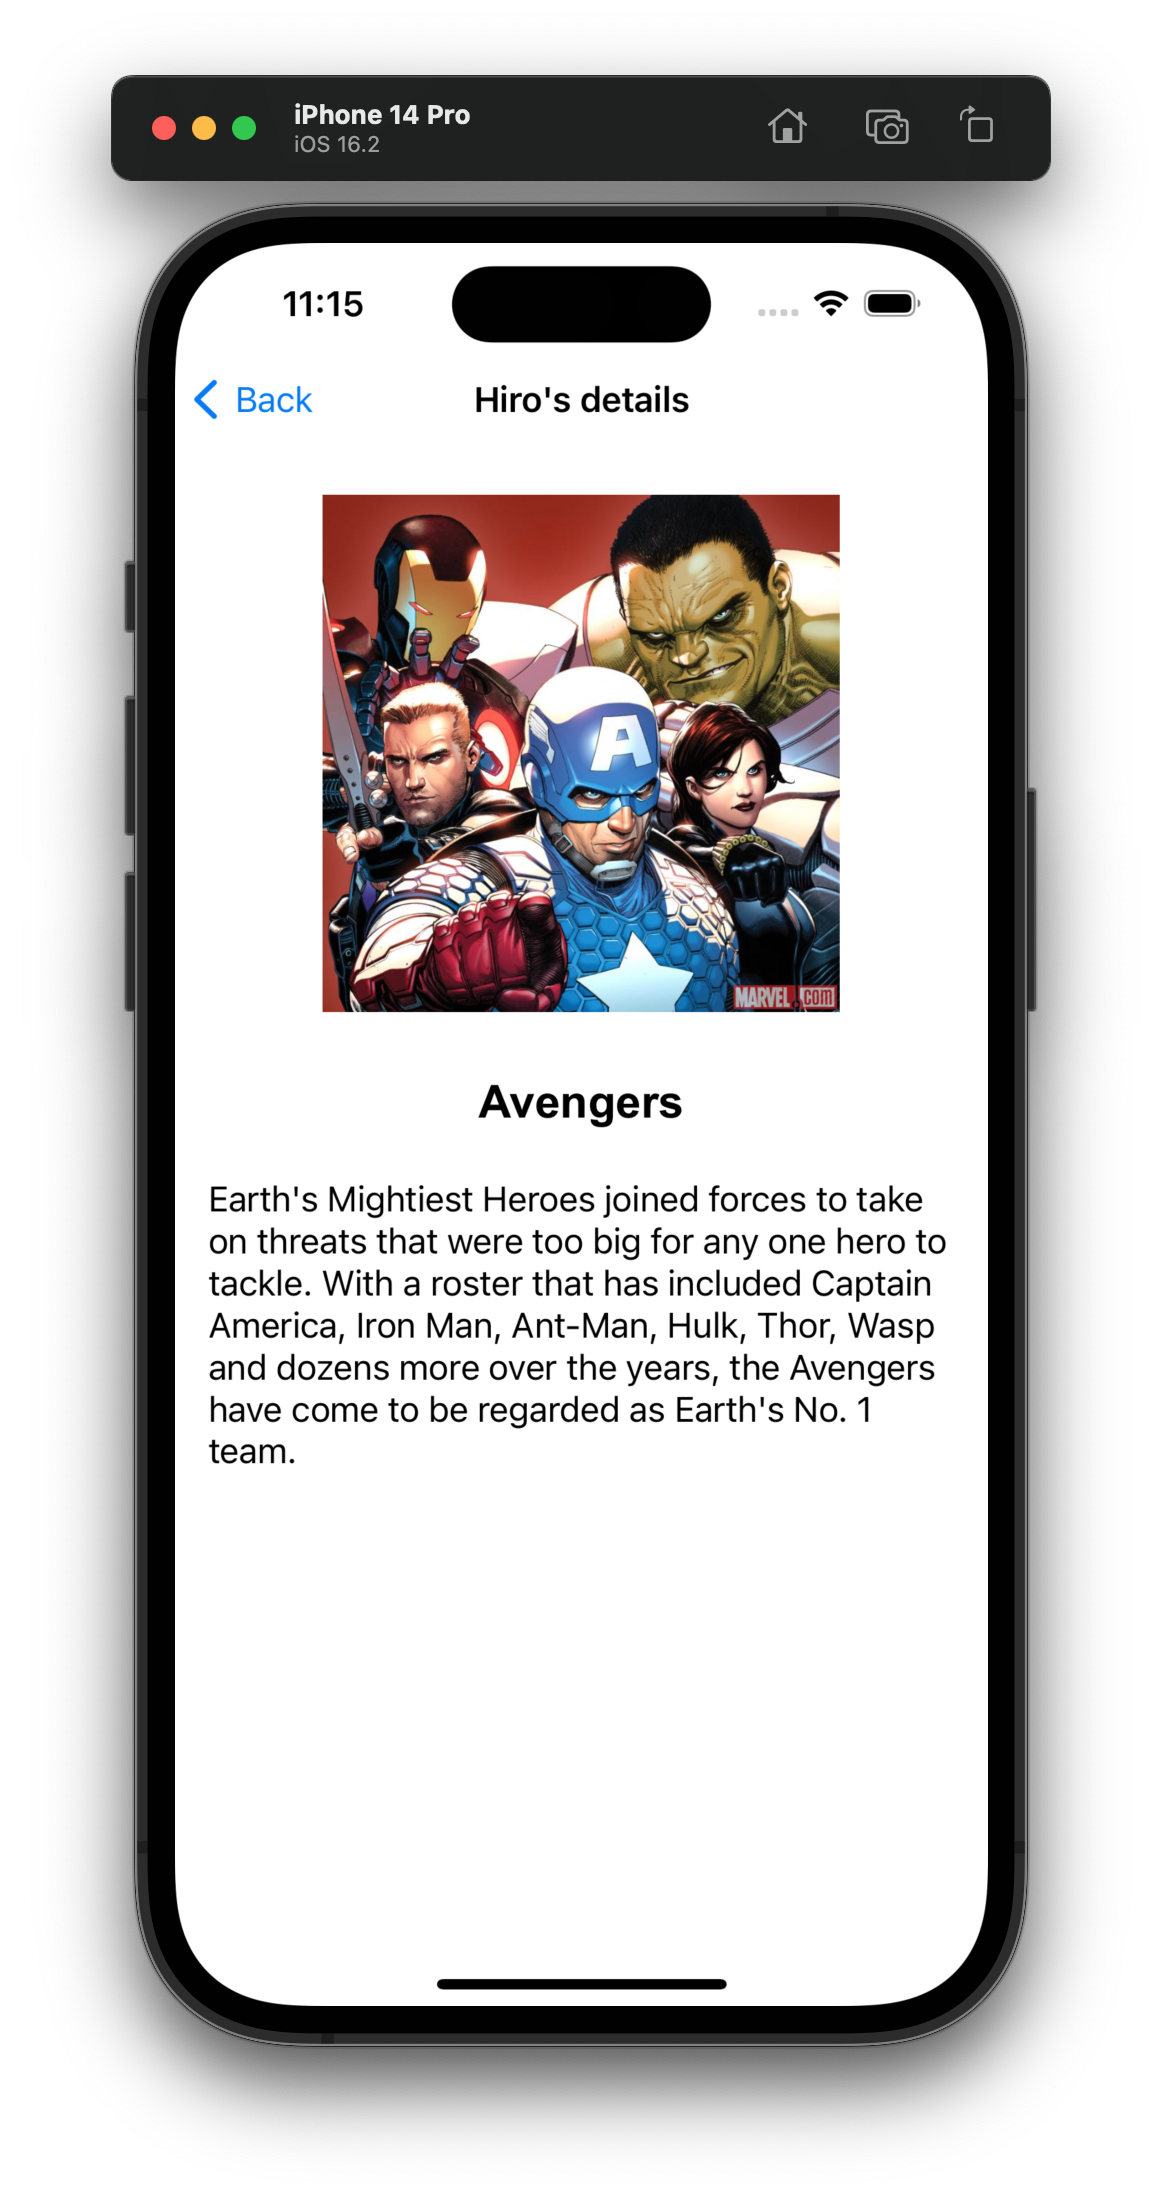 iPhone 14 Pro
iOS 16.2
11:15
Back
Hiro's details
A
MARVEL.com
Avengers
Earth's Mightiest Heroes joined forces to take
on threats that were too big for any one hero to
tackle. With a roster that has included Captain
America, Iron Man, Ant-Man, Hulk, Thor, Wasp
and dozens more over the years, the Avengers
have come to be regarded as Earth's No. 1
team.